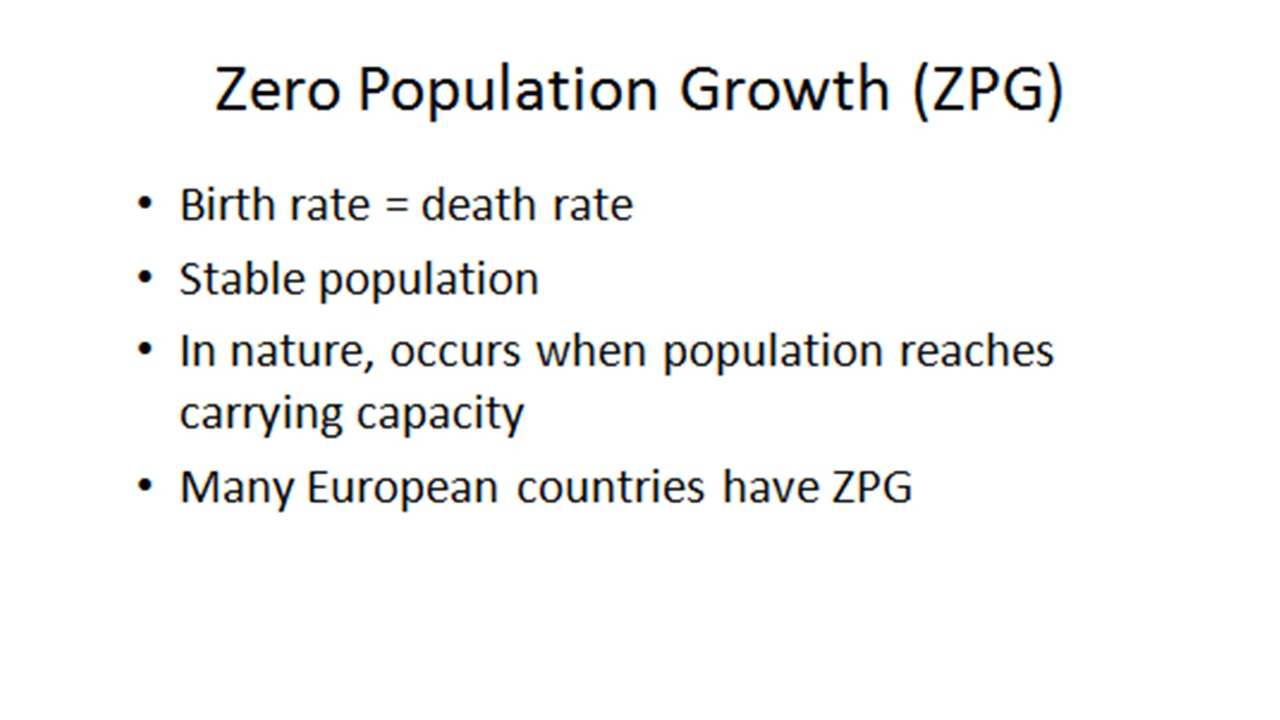 Zero Population Growth (ZPG)
• Birth rate = death rate
• Stable population
• In nature, occurs when population reaches
carrying capacity
• Many European countries have ZPG